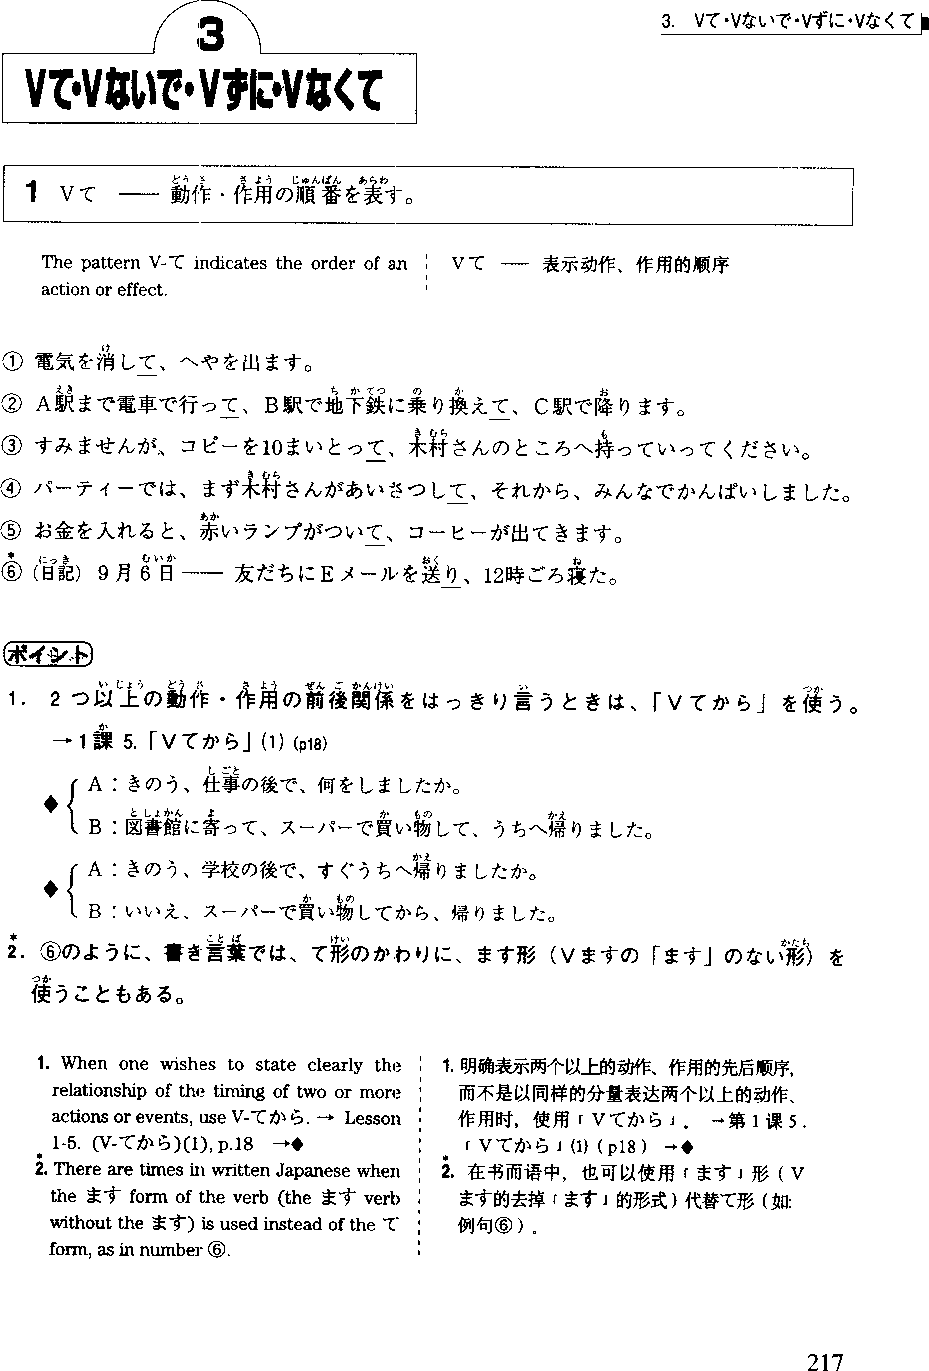 3. Vて・Vないで・Vずに・Vなくて
3
Vて・Vないで・Vずに・Vなくて
1 Vて ── 動作・作用の順番を表す。
The pattern V-て indicates the order of an
action or effect.
Vて ── 表示动作、作用的顺序
① 電気を消して、へやを出ます。
② A駅まで電車で行って、B駅で地下鉄に乗り換えて、C駅で降ります。
③ すみませんが、コピーを10まいとって、木村さんのところへ持っていってください。
④ パーティーでは、まず木村さんがあいさつして、それから、みんなでかんぱいしました。
⑤ お金を入れると、赤いランプがついて、コーヒーが出てきます。
*⑥ (日記) 9月6日 ── 友だちにEメールを送り、12時ごろ寝た。
ポイント
1. 2つ以上の動作・作用の前後関係をはっきり言うときは、「Vてから」を使う。
→1課 5.「Vてから」(1) (p18)
◆ A:きのう、仕事の後で、何をしましたか。
B:図書館に寄って、スーパーで買い物して、うちへ帰りました。
◆ A:きのう、学校の後で、すぐうちへ帰りましたか。
B:いいえ、スーパーで買い物してから、帰りました。
*2. ⑥のように、書き言葉では、て形のかわりに、ます形(Vますの「ます」のない形)を
使うこともある。
1. When one wishes to state clearly the
relationship of the timing of two or more
actions or events, use V-てから. → Lesson
1-5. (V-てから)(1), p.18 →◆
*2. There are times in written Japanese when
the ます form of the verb (the ます verb
without the ます) is used instead of the て
form, as in number ⑥.
1. 明确表示两个以上的动作、作用的先后顺序,
而不是以同样的分量表达两个以上的动作、
作用时, 使用「Vてから」. →第1课5.
「Vてから」(1) (p18) →◆
*2. 在书面语中, 也可以使用「ます」形 (V
ます的去掉「ます」的形式) 代替て形 (如:
例句⑥)。
217